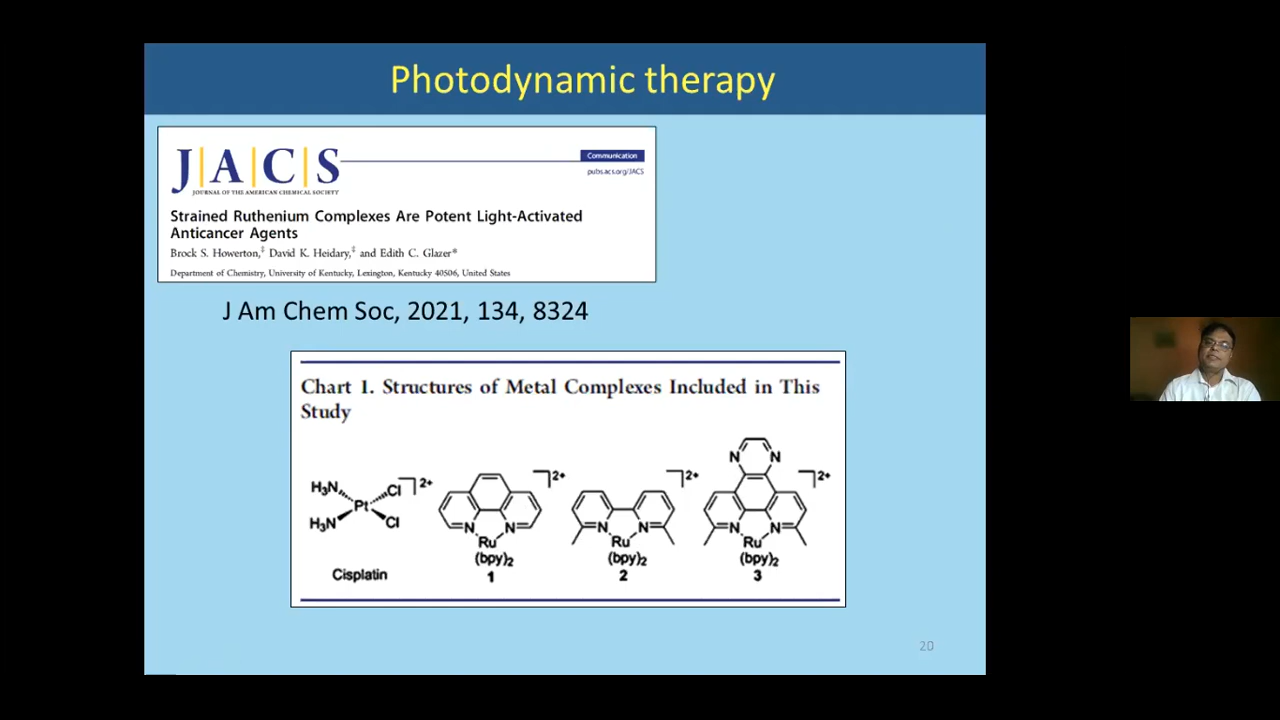 Photodynamic therapy
J|A|C|S
JOURNAL OF THE AMERICAN CHEMICAL SOCIETY
Communication
pubs.acs.org/JACS
Strained Ruthenium Complexes Are Potent Light-Activated
Anticancer Agents
Brock S. Howerton,‡ David K. Heidary,‡ and Edith C. Glazer*
Department of Chemistry, University of Kentucky, Lexington, Kentucky 40506, United States
J Am Chem Soc, 2021, 134, 8324
Chart 1. Structures of Metal Complexes Included in This
Study
H₃N Cl 2+
Pt
H₃N Cl
Cisplatin
2+
N N
Ru
(bpy)₂
1
2+
N N
Ru
(bpy)₂
2
N N
2+
N N
Ru
(bpy)₂
3
20